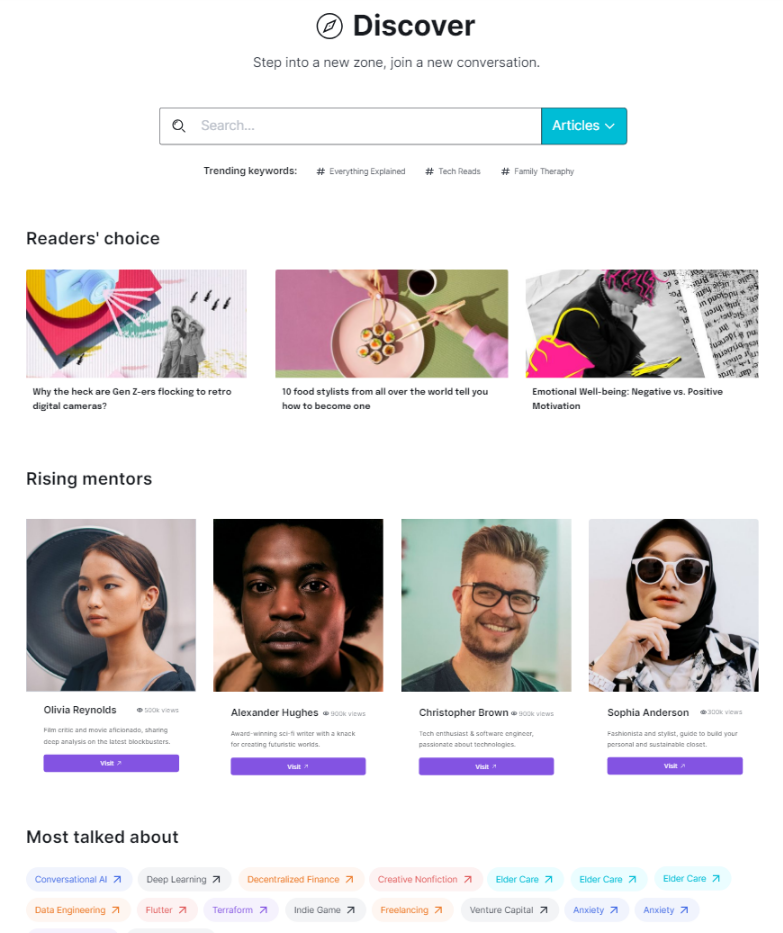 Discover
Step into a new zone, join a new conversation.
Search...
Articles
Trending keywords: # Everything Explained # Tech Reads # Family Theraphy
Readers' choice
Why the heck are Gen Z-ers flocking to retro
digital cameras?
10 food stylists from all over the world tell you
how to become one
Emotional Well-being: Negative vs. Positive
Motivation
Rising mentors
Olivia Reynolds 500k views
Film critic and movie aficionado, sharing
deep analysis on the latest blockbusters.
Visit
Alexander Hughes 900k views
Award-winning sci-fi writer with a knack
for creating futuristic worlds.
Visit
Christopher Brown 900k views
Tech enthusiast & software engineer,
passionate about technologies.
Visit
Sophia Anderson 200k views
Fashionista and stylist, guide to build your
personal and sustainable closet.
Visit
Most talked about
Conversational AI Deep Learning Decentralized Finance Creative Nonfiction Elder Care Elder Care Elder Care
Data Engineering Flutter Terraform Indie Game Freelancing Venture Capital Anxiety Anxiety